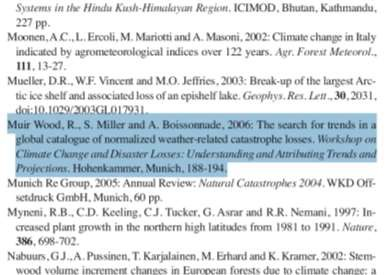 Systems in the Hindu Kush-Himalayan Region. ICIMOD, Bhutan, Kathmandu,
227 pp.
Moonen, A.C., L. Ercoli, M. Mariotti and A. Masoni, 2002: Climate change in Italy
indicated by agrometeorological indices over 122 years. Agr. Forest Meteorol.,
111, 13-27.
Mueller, D.R., W.F. Vincent and M.O. Jeffries, 2003: Break-up of the largest Arc-
tic ice shelf and associated loss of an epishelf lake. Geophys. Res. Lett., 30, 2031,
doi:10.1029/2003GL017931.
Muir Wood, R., S. Miller and A. Boissonnade, 2006: The search for trends in a
global catalogue of normalized weather-related catastrophe losses. Workshop on
Climate Change and Disaster Losses: Understanding and Attributing Trends and
Projections. Hohenkammer, Munich, 188-194.
Munich Re Group, 2005: Annual Review: Natural Catastrophes 2004. WKD Off-
setdruck GmbH, Munich, 60 pp.
Myneni, R.B., C.D. Keeling, C.J. Tucker, G. Asrar and R.R. Nemani, 1997: In-
creased plant growth in the northern high latitudes from 1981 to 1991. Nature,
386, 698-702.
Nabuurs, G.J., A. Pussinen, T. Karjalainen, M. Erhard and K. Kramer, 2002: Stem-
wood volume increment changes in European forests due to climate change: a